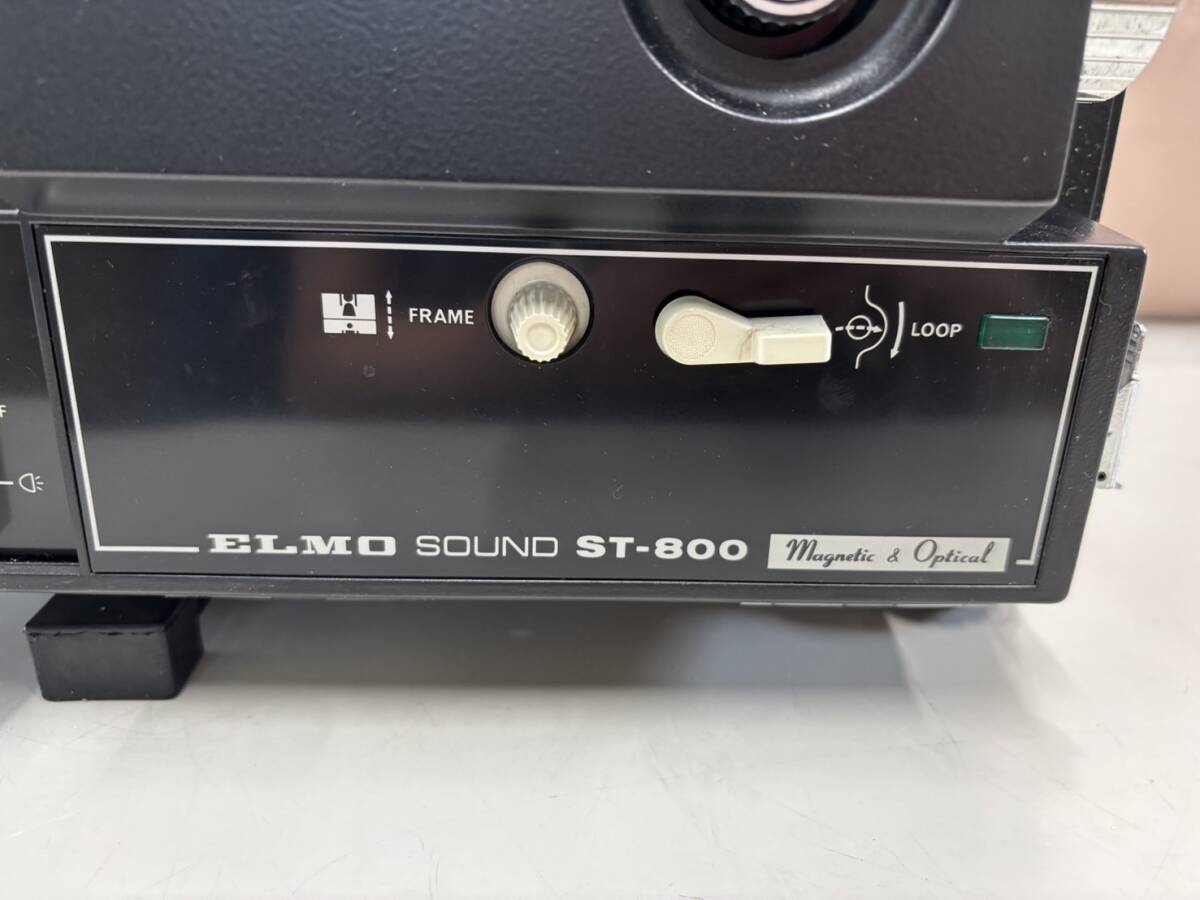 FRAME
LOOP
F
ELMO SOUND ST-800 Magnetic & Optical